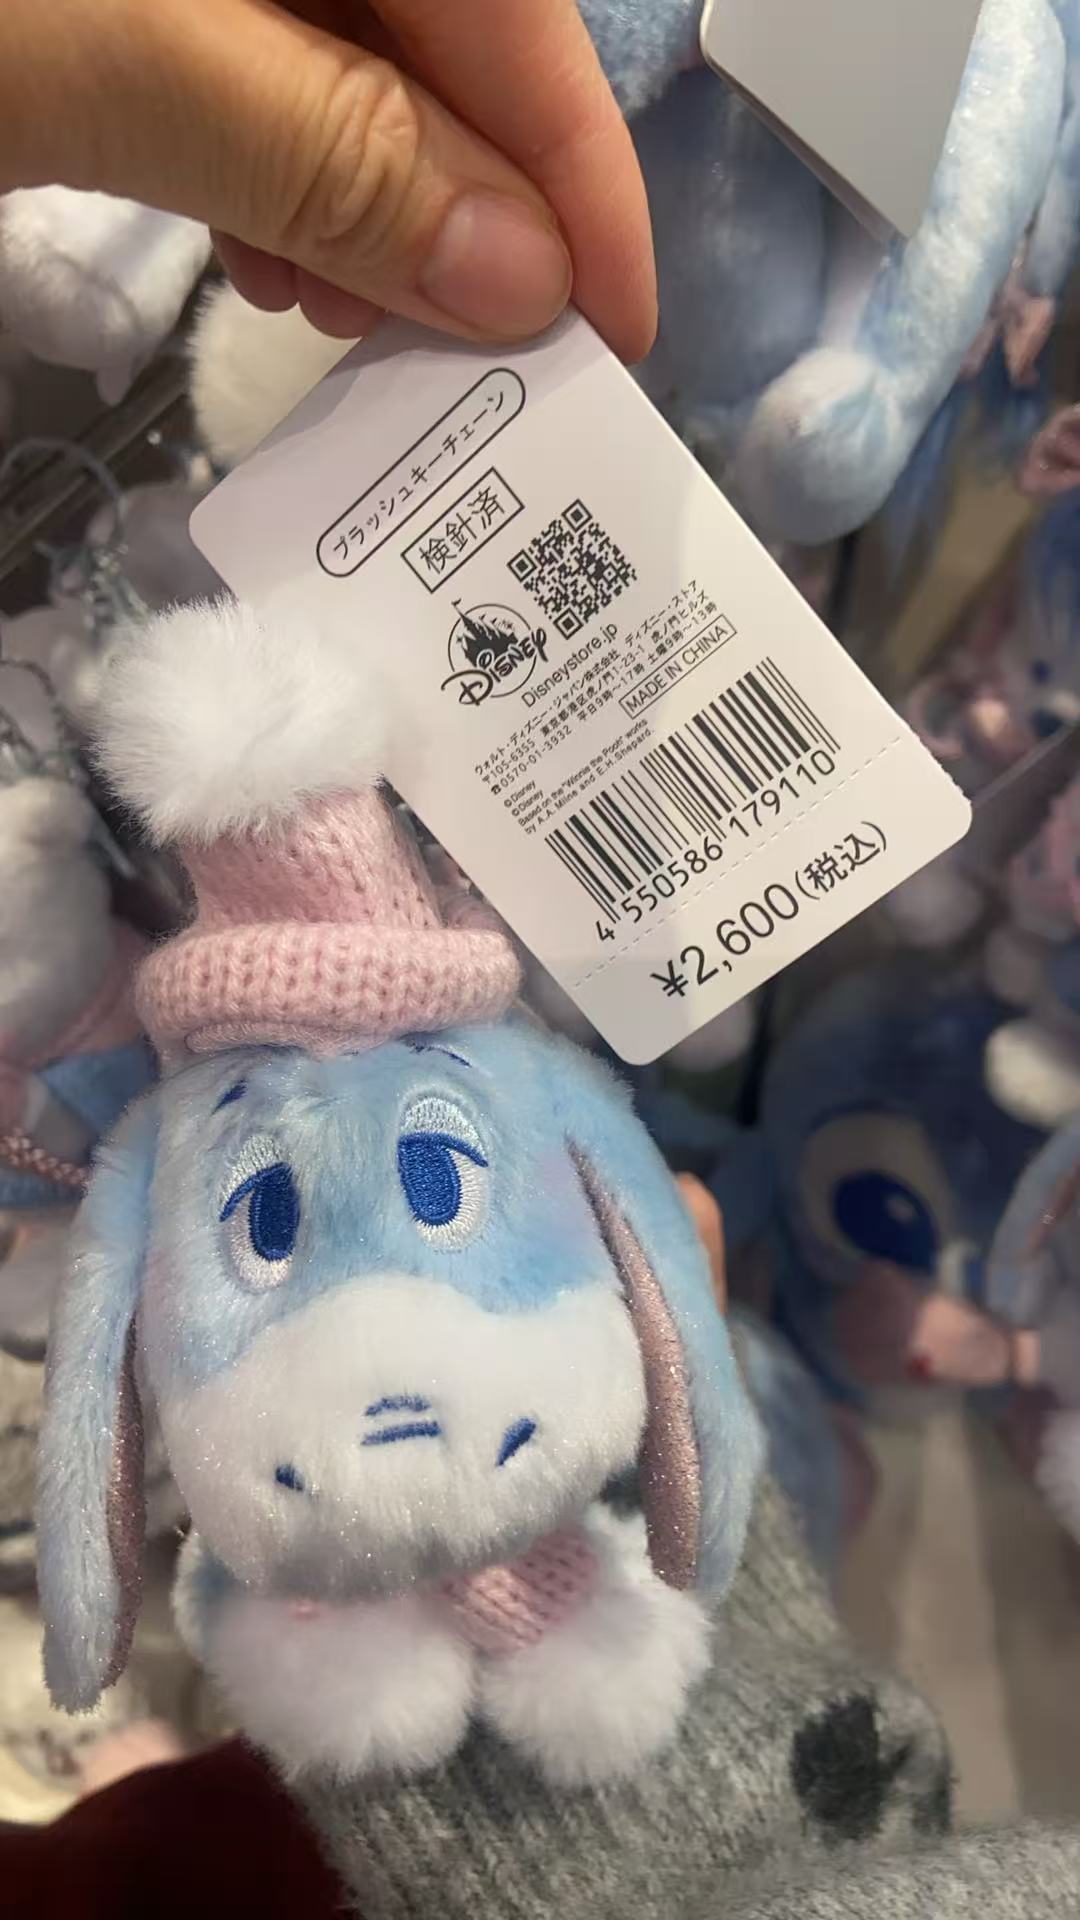 プラッシュキーチェーン
検針済
Disney
Disneystore.jp
ウォルト・ディズニー・ジャパン株式会社 ディズニー・ストア
〒105-6355 東京都港区虎ノ門1-23-1 虎ノ門ヒルズ
☎0570-01-3932 平日9時～17時 土曜9時～13時
MADE IN CHINA
©Disney
©Disney
Based on the "Winnie the Pooh" works
by A.A. Milne and E.H. Shepard.
4 550586 179110
¥2,600(税込)